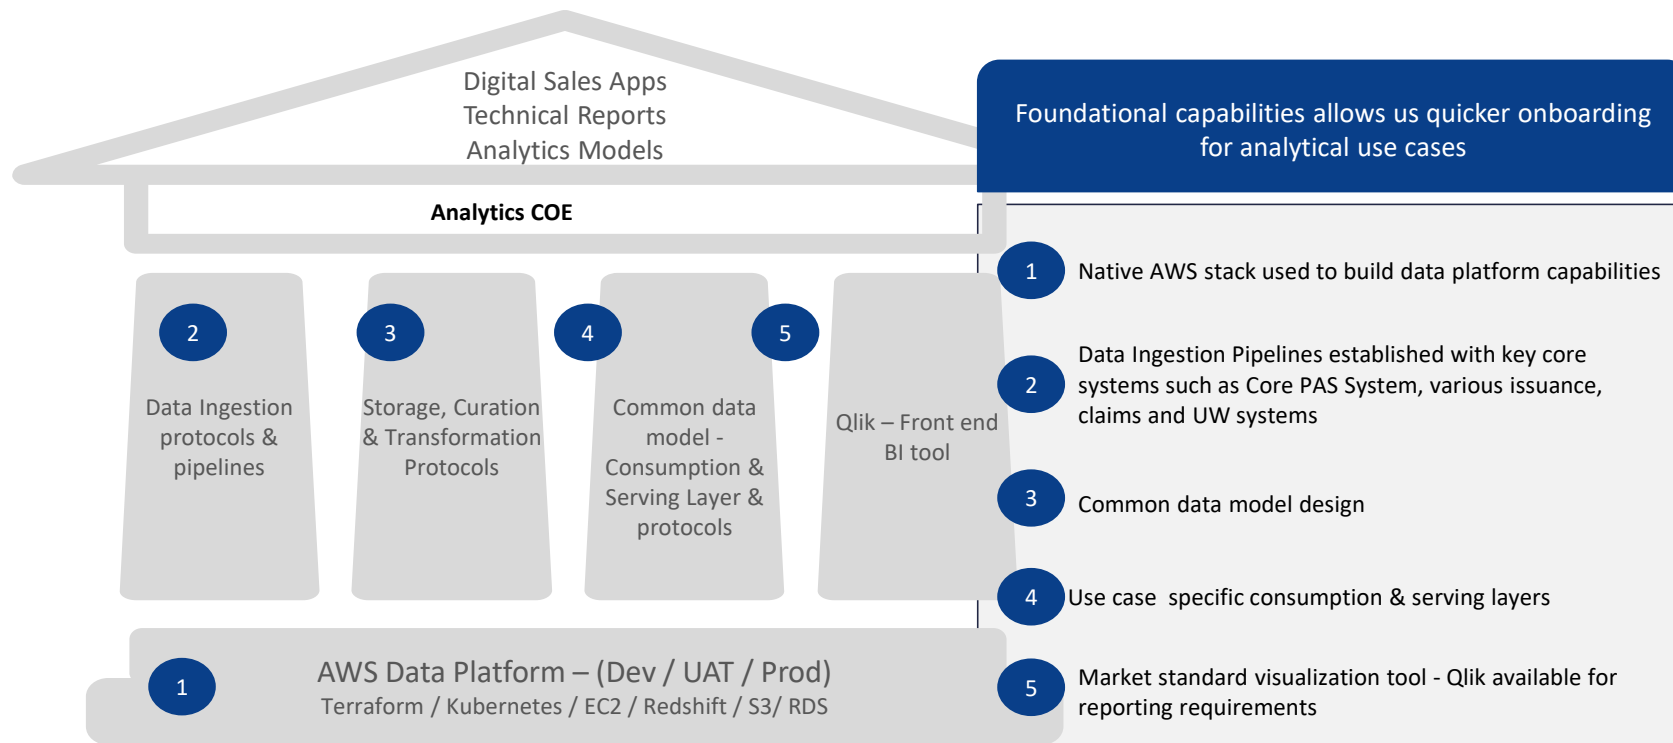 Digital Sales Apps
Technical Reports
Analytics Models
Analytics COE
2
Data Ingestion
protocols &
pipelines
3
Storage, Curation
& Transformation
Protocols
4
Common data
model -
Consumption &
Serving Layer &
protocols
5
Qlik – Front end
BI tool
1
AWS Data Platform – (Dev / UAT / Prod)
Terraform / Kubernetes / EC2 / Redshift / S3/ RDS
Foundational capabilities allows us quicker onboarding
for analytical use cases
1
Native AWS stack used to build data platform capabilities
2
Data Ingestion Pipelines established with key core
systems such as Core PAS System, various issuance,
claims and UW systems
3
Common data model design
4
Use case  specific consumption & serving layers
5
Market standard visualization tool - Qlik available for
reporting requirements